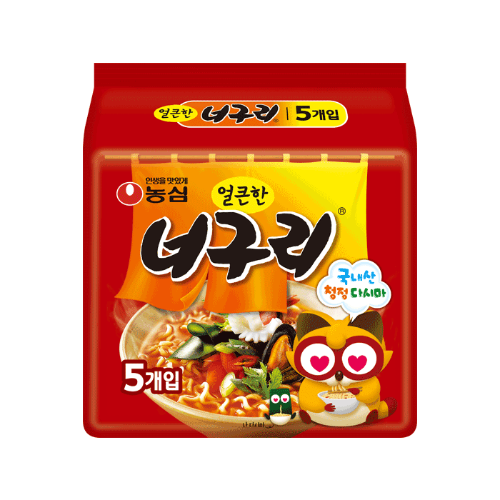 얼큰한 너구리 | 5개입
인생을 맛있게
농심
얼큰한
너구리®
국내산
청정 다시마
5개입